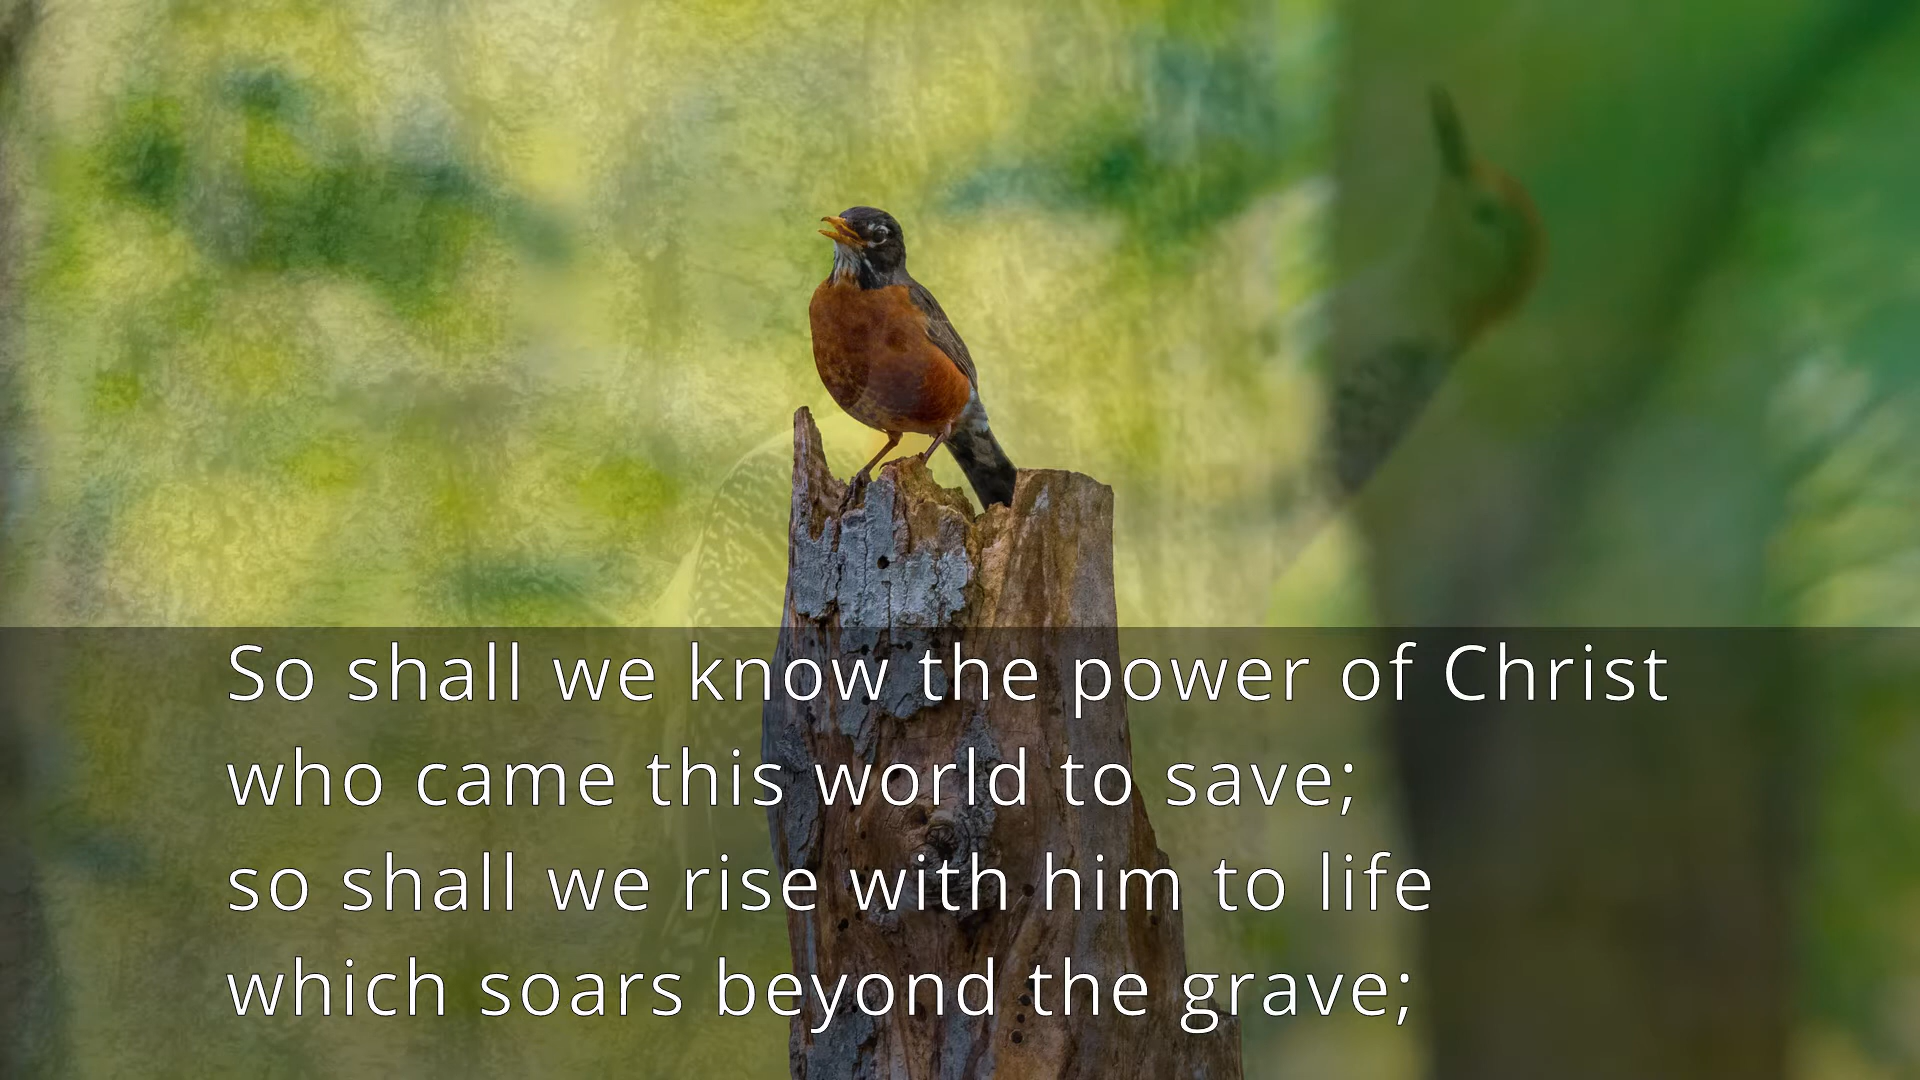 So shall we know the power of Christ
who came this world to save;
so shall we rise with him to life
which soars beyond the grave;